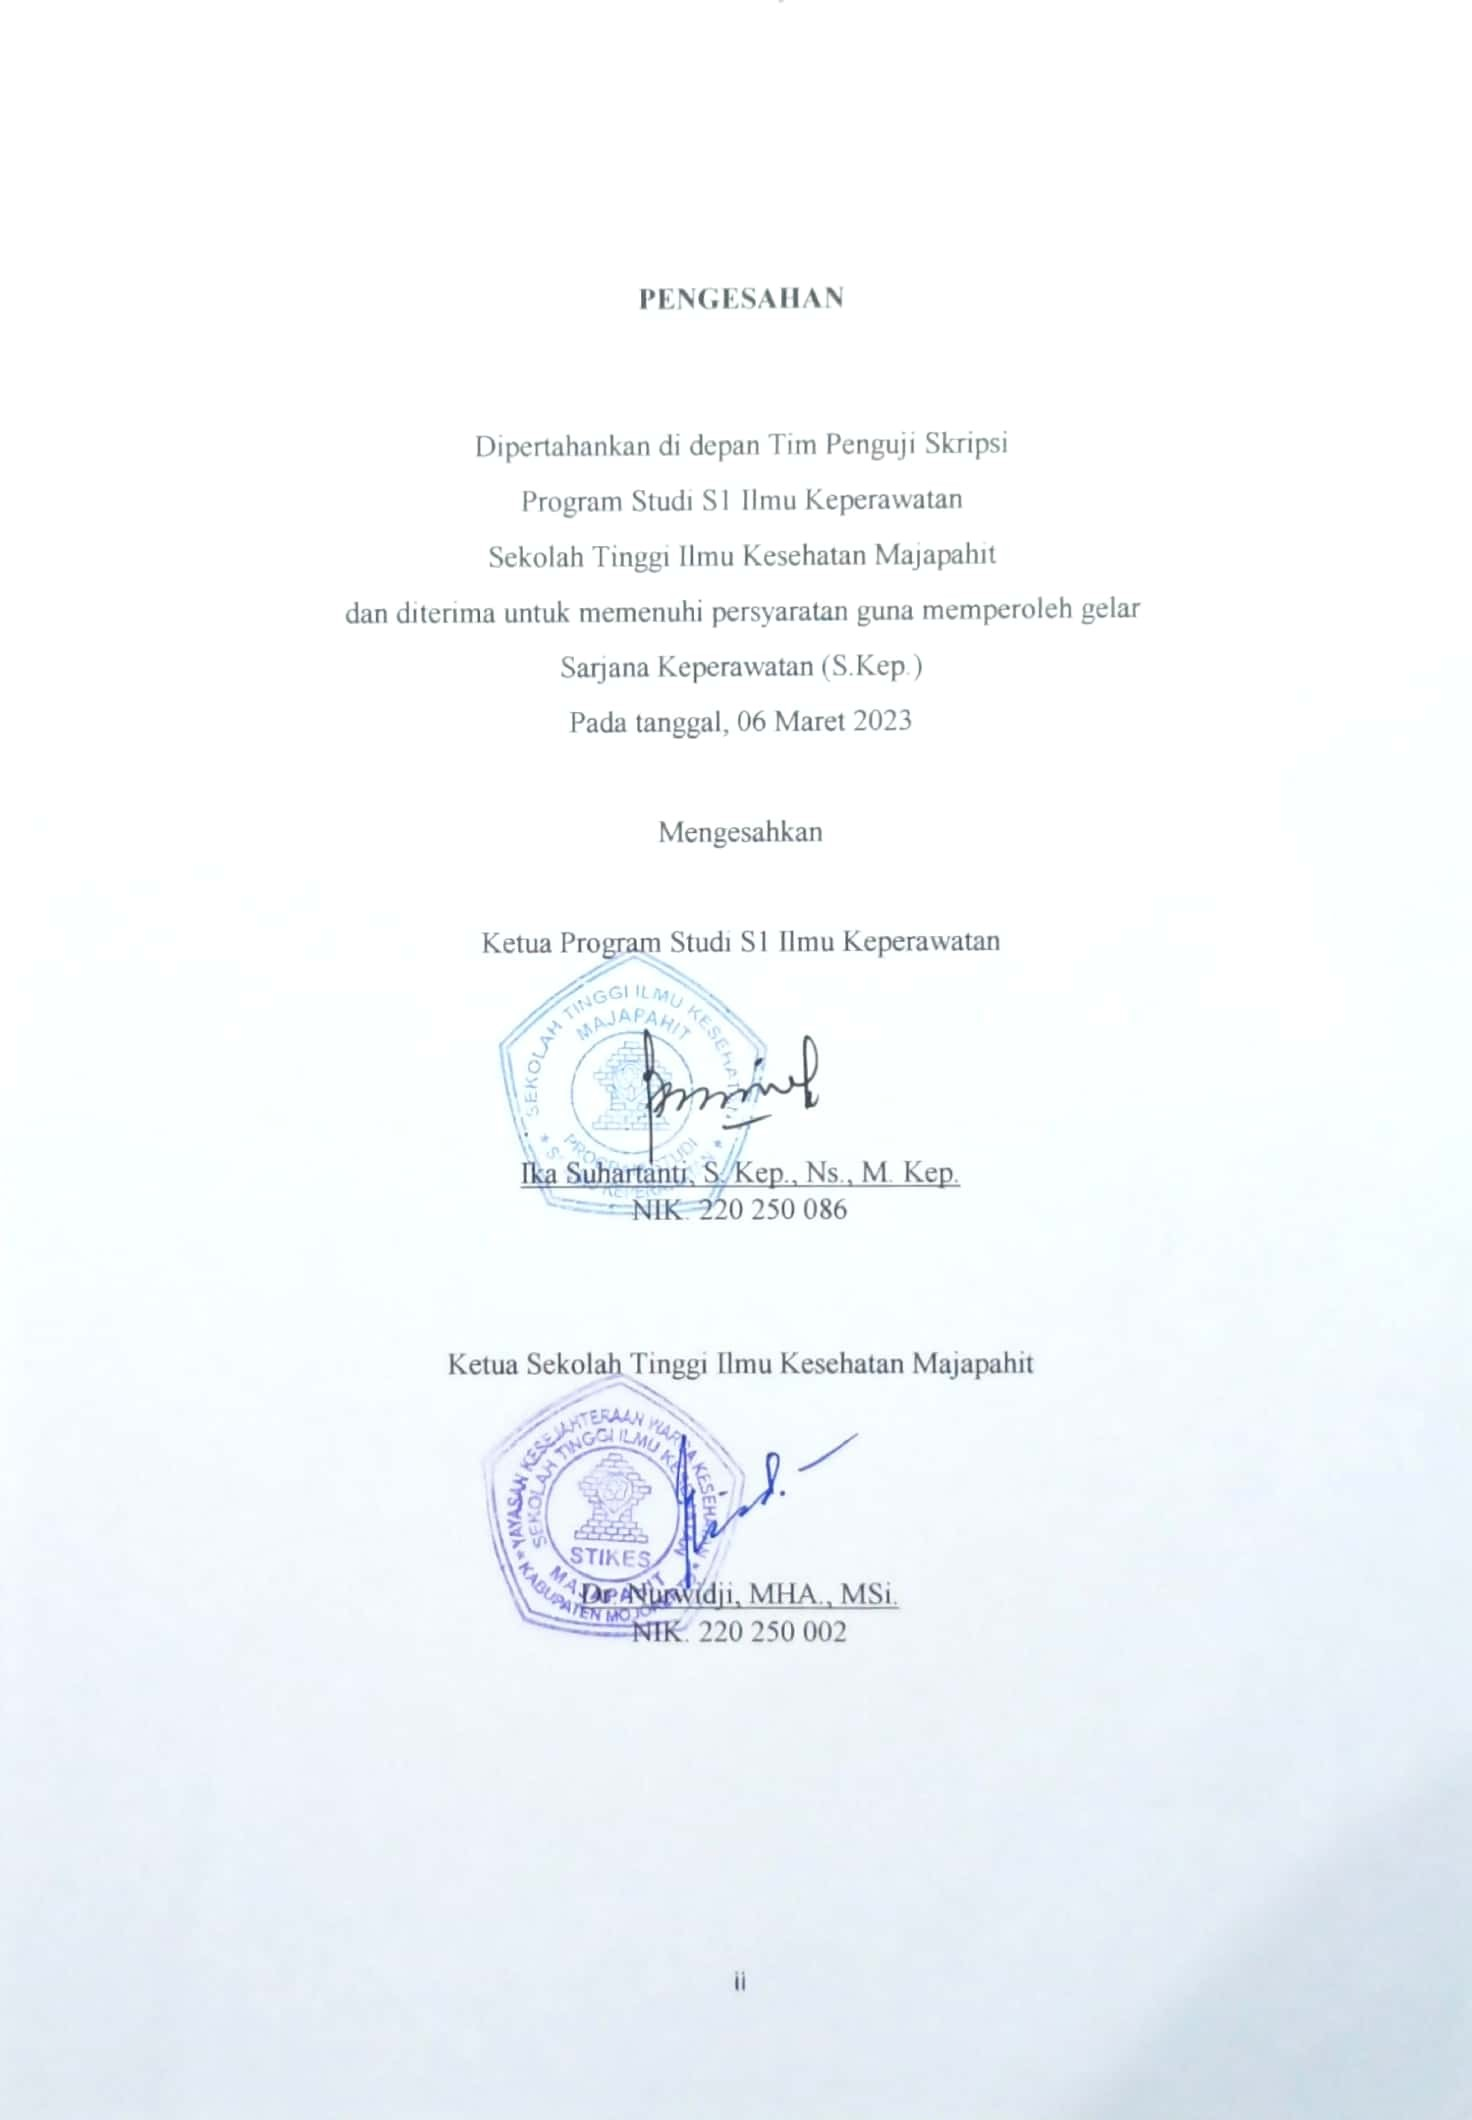 PENGESAHAN
Dipertahankan di depan Tim Penguji Skripsi
Program Studi S1 Ilmu Keperawatan
Sekolah Tinggi Ilmu Kesehatan Majapahit
dan diterima untuk memenuhi persyaratan guna memperoleh gelar
Sarjana Keperawatan (S.Kep.)
Pada tanggal, 06 Maret 2023
Mengesahkan
Ketua Program Studi S1 Ilmu Keperawatan
SEKOLAH TINGGI ILMU KESEHATAN
MAJAPAHIT
PROGRAM STUDI
Ika Suhartanti, S. Kep., Ns., M. Kep.
NIK. 220 250 086
Ketua Sekolah Tinggi Ilmu Kesehatan Majapahit
YAYASAN KESEJAHTERAAN WARGA KESEHATAN
SEKOLAH TINGGI ILMU
STIKES
MAJAPAHIT
KABUPATEN
Dr. Nurwidji, MHA., MSi.
NIK. 220 250 002
ii